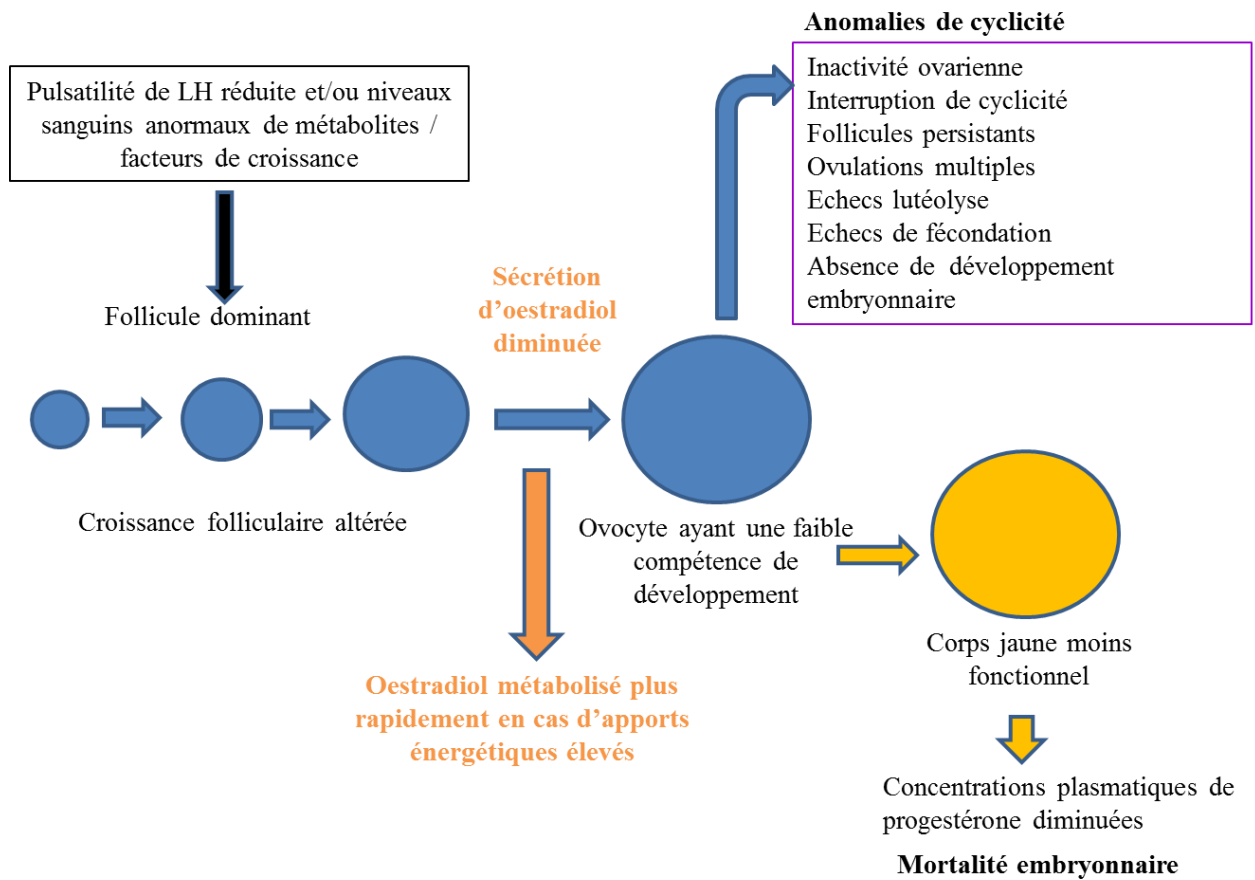 Anomalies de cyclicité
Inactivité ovarienne
Interruption de cyclicité
Follicules persistants
Ovulations multiples
Echecs lutéolyse
Echecs de fécondation
Absence de développement
embryonnaire
Pulsatilité de LH réduite et/ou niveaux
sanguins anormaux de métabolites /
facteurs de croissance
Follicule dominant
Sécrétion
d’oestradiol
diminuée
Croissance folliculaire altérée
Ovocyte ayant une faible
compétence de
développement
Oestradiol métabolisé plus
rapidement en cas d’apports
énergétiques élevés
Corps jaune moins
fonctionnel
Concentrations plasmatiques de
progestérone diminuées
Mortalité embryonnaire